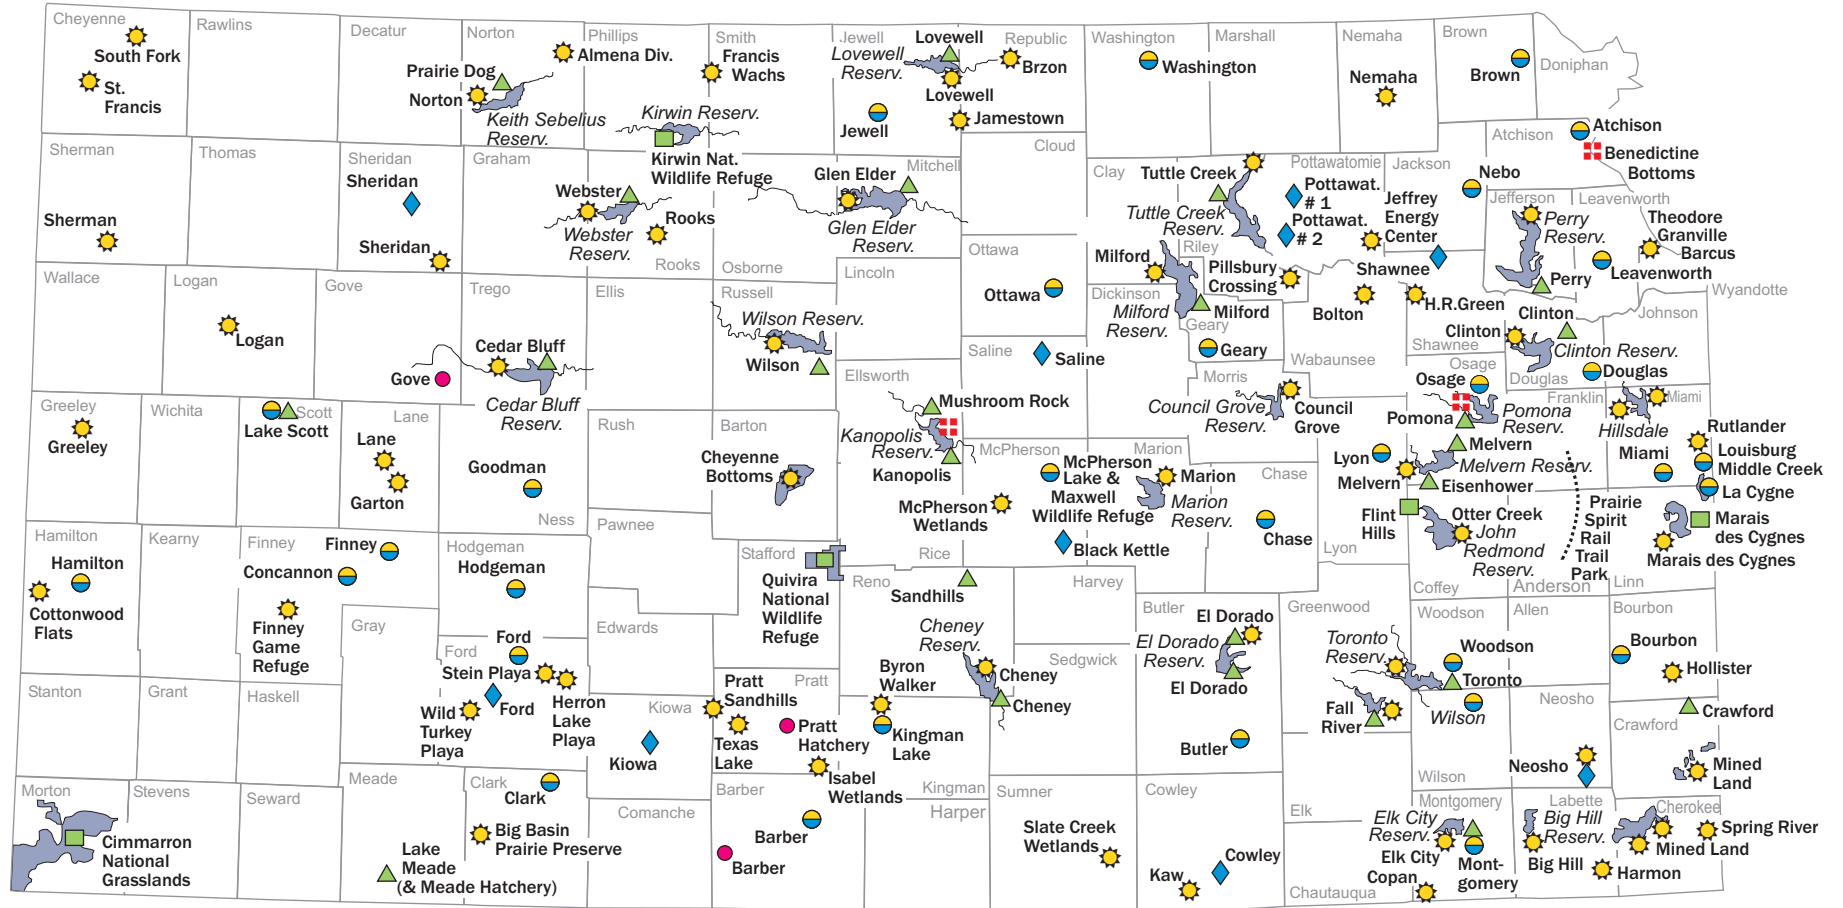 Cheyenne
South Fork
St.
Francis
Rawlins
Decatur
Norton
Almena Div.
Prairie Dog
Norton
Keith Sebelius
Reserv.
Phillips
Kirwin Reserv.
Kirwin Nat.
Wildlife Refuge
Smith
Francis
Wachs
Jewell
Lovewell
Reserv.
Lovewell
Lovewell
Jewell
Republic
Brzon
Jamestown
Washington
Washington
Marshall
Nemaha
Nemaha
Brown
Brown
Doniphan
Sherman
Sherman
Thomas
Sheridan
Sheridan
Sheridan
Graham
Webster
Webster
Reserv.
Rooks
Rooks
Osborne
Glen Elder
Mitchell
Glen Elder
Reserv.
Cloud
Clay
Tuttle Creek
Tuttle Creek
Reserv.
Riley
Pottawatomie
Pottawat.
# 1
Pottawat.
# 2
Jackson
Jeffrey
Energy
Center
Nebo
Atchison
Atchison
Benedictine
Bottoms
Jefferson
Perry
Reserv.
Perry
Leavenworth
Leavenworth
Theodore
Granville
Barcus
Wyandotte
Wallace
Logan
Logan
Gove
Gove
Trego
Cedar Bluff
Cedar Bluff
Reserv.
Ellis
Russell
Wilson Reserv.
Wilson
Lincoln
Ottawa
Ottawa
Dickinson
Milford
Milford
Reserv.
Milford
Pillsbury
Crossing
Geary
Geary
Shawnee
Bolton
H.R.Green
Shawnee
Wabaunsee
Clinton
Clinton
Clinton Reserv.
Douglas
Douglas
Johnson
Greeley
Greeley
Wichita
Scott
Lake Scott
Lane
Lane
Garton
Goodman
Ness
Rush
Barton
Cheyenne
Bottoms
Ellsworth
Mushroom Rock
Kanopolis
Reserv.
Kanopolis
Saline
Saline
McPherson
McPherson
Lake &
Maxwell
Wildlife Refuge
McPherson
Wetlands
Black Kettle
Marion
Marion
Marion
Reserv.
Morris
Council Grove
Reserv.
Council
Grove
Chase
Chase
Lyon
Lyon
Osage
Osage
Pomona
Pomona
Reserv.
Melvern
Melvern Reserv.
Melvern
Eisenhower
Flint
Hills
Otter Creek
John
Redmond
Reserv.
Coffey
Franklin
Hillsdale
Miami
Miami
Rutlander
Louisburg
Middle Creek
La Cygne
Prairie
Spirit
Rail
Trail
Park
Anderson
Marais
des Cygnes
Marais des Cygnes
Linn
Hamilton
Hamilton
Cottonwood
Flats
Kearny
Finney
Finney
Concannon
Finney
Game
Refuge
Hodgeman
Hodgeman
Pawnee
Stafford
Quivira
National
Wildlife
Refuge
Rice
Reno
Sandhills
Cheney
Reserv.
Cheney
Cheney
Harvey
Sedgwick
Butler
El Dorado
El Dorado
Reserv.
El Dorado
Butler
Greenwood
Toronto
Reserv.
Toronto
Fall
River
Woodson
Woodson
Wilson
Wilson
Allen
Bourbon
Bourbon
Hollister
Stanton
Grant
Haskell
Gray
Ford
Ford
Stein Playa
Ford
Wild
Turkey
Playa
Herron
Lake
Playa
Edwards
Kiowa
Kiowa
Pratt
Sandhills
Pratt
Texas
Lake
Pratt
Hatchery
Isabel
Wetlands
Byron
Walker
Kingman
Lake
Kingman
Neosho
Neosho
Crawford
Crawford
Mined
Land
Morton
Cimmarron
National
Grasslands
Stevens
Seward
Meade
Lake
Meade
(& Meade Hatchery)
Clark
Clark
Big Basin
Prairie Preserve
Comanche
Barber
Barber
Barber
Harper
Sumner
Slate Creek
Wetlands
Cowley
Cowley
Kaw
Elk
Chautauqua
Montgomery
Elk City
Reserv.
Elk City
Mont-
gomery
Copan
Labette
Big Hill
Reserv.
Big Hill
Cherokee
Spring River
Mined Land
Harmon